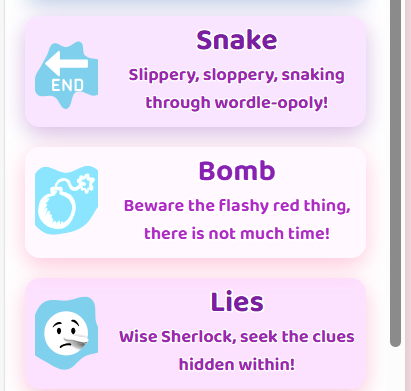 Snake
END
Slippery, sloppery, snaking
through wordle-opoly!
Bomb
Beware the flashy red thing,
there is not much time!
Lies
Wise Sherlock, seek the clues
hidden within!